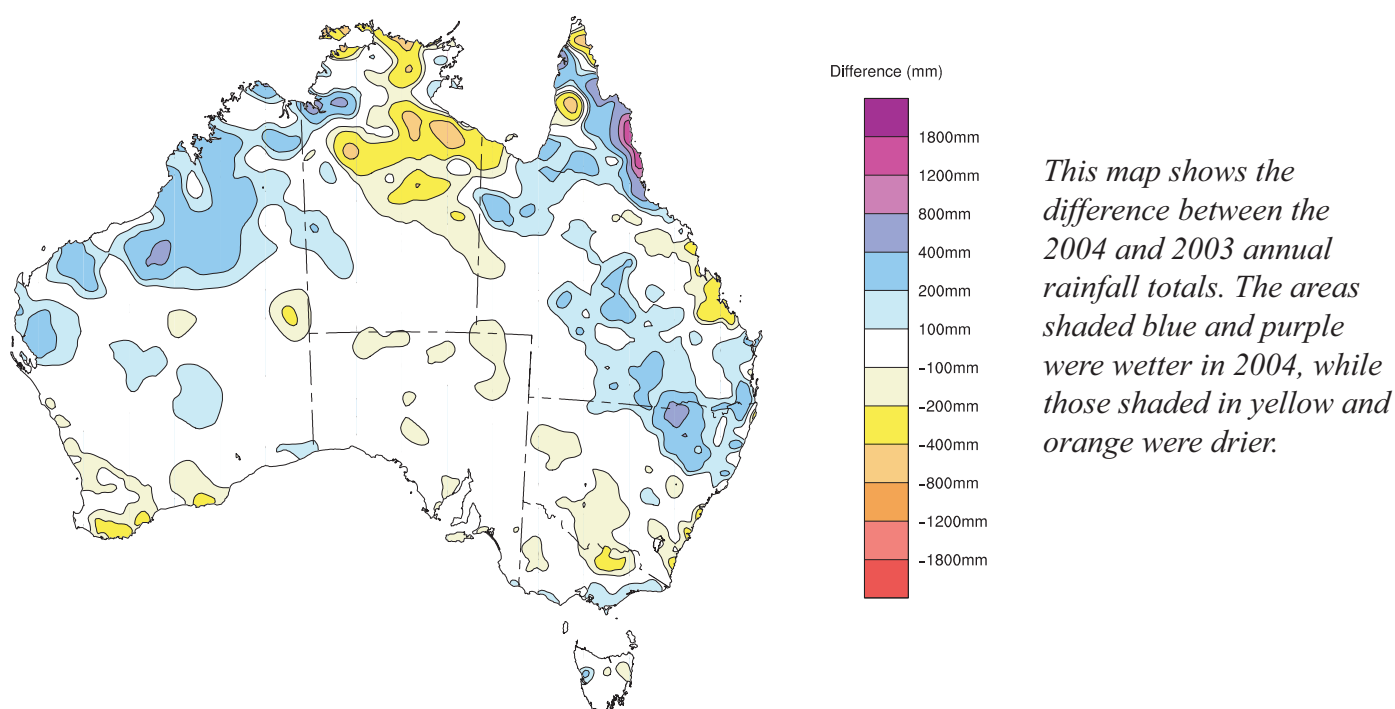 Difference (mm)
1800mm
1200mm
800mm
400mm
200mm
100mm
-100mm
-200mm
-400mm
-800mm
-1200mm
-1800mm
This map shows the
difference between the
2004 and 2003 annual
rainfall totals. The areas
shaded blue and purple
were wetter in 2004, while
those shaded in yellow and
orange were drier.